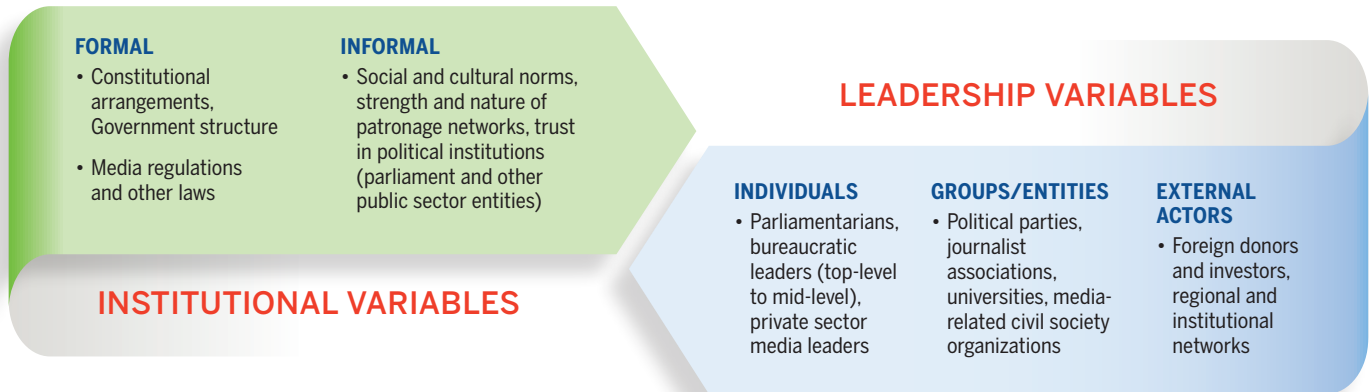 FORMAL
• Constitutional
arrangements,
Government structure
• Media regulations
and other laws
INFORMAL
• Social and cultural norms,
strength and nature of
patronage networks, trust
in political institutions
(parliament and other
public sector entities)
INSTITUTIONAL VARIABLES
LEADERSHIP VARIABLES
INDIVIDUALS
• Parliamentarians,
bureaucratic
leaders (top-level
to mid-level),
private sector
media leaders
GROUPS/ENTITIES
• Political parties,
journalist
associations,
universities, media-
related civil society
organizations
EXTERNAL
ACTORS
• Foreign donors
and investors,
regional and
institutional
networks